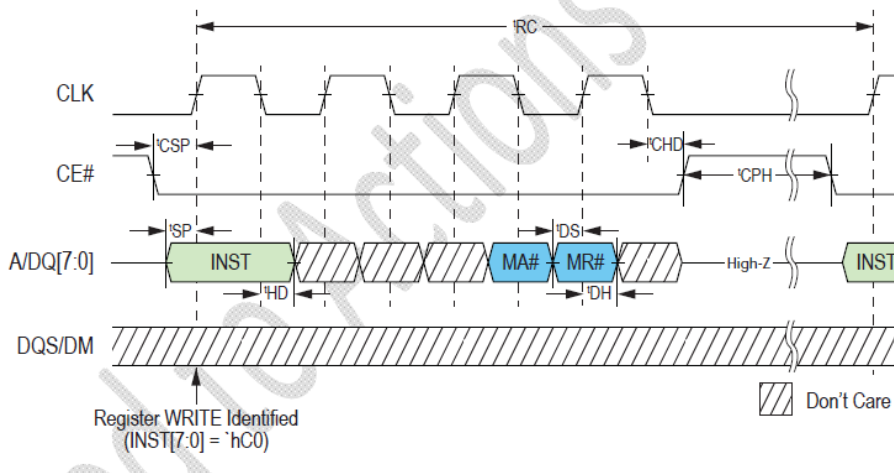 tRC
CLK
tCSP
tCHD
CE#
tCPH
tSP
tDS
A/DQ[7:0]
INST
MA#
MR#
High-Z
INST
tHD
tDH
DQS/DM
Register WRITE Identified
(INST[7:0] = `hC0)
Don't Care